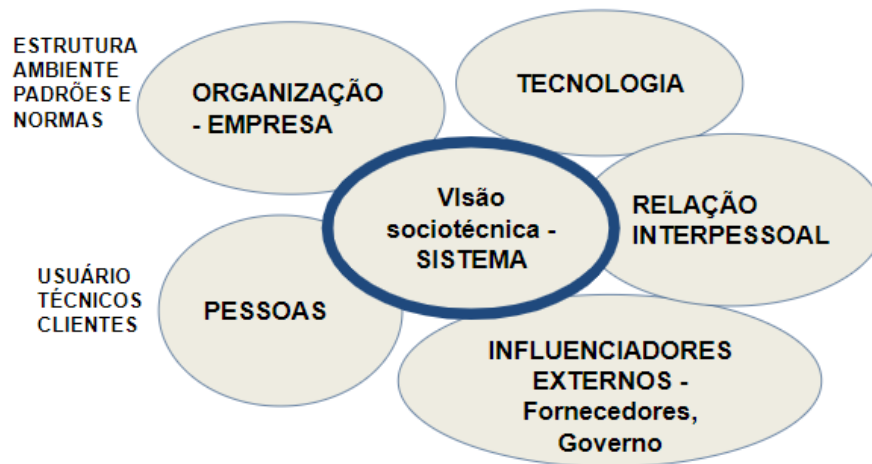 ESTRUTURA
AMBIENTE
PADRÕES E
NORMAS
ORGANIZAÇÃO
- EMPRESA
TECNOLOGIA
VIsão
sociotécnica -
SISTEMA
RELAÇÃO
INTERPESSOAL
USUÁRIO
TÉCNICOS
CLIENTES
PESSOAS
INFLUENCIADORES
EXTERNOS -
Fornecedores,
Governo